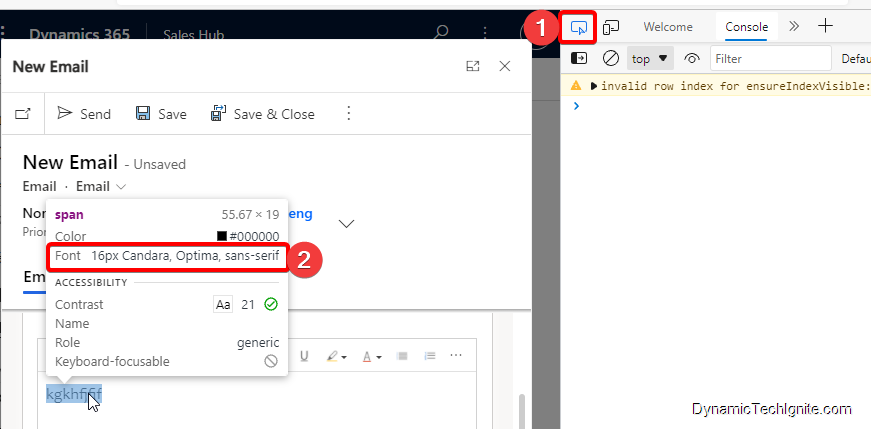 Dynamics 365 Sales Hub
1
Welcome
Console
top
Filter
Defau
invalid row index for ensureIndexVisible:
New Email
Send
Save
Save & Close
New Email - Unsaved
Email · Email
Nor
eng
Prior
span 55.67 × 19
Color #000000
Font 16px Candara, Optima, sans-serif
2
ACCESSIBILITY
Contrast Aa 21
Name
Role generic
Keyboard-focusable
Em
U A
kgkhfjfjf
DynamicTechIgnite.com